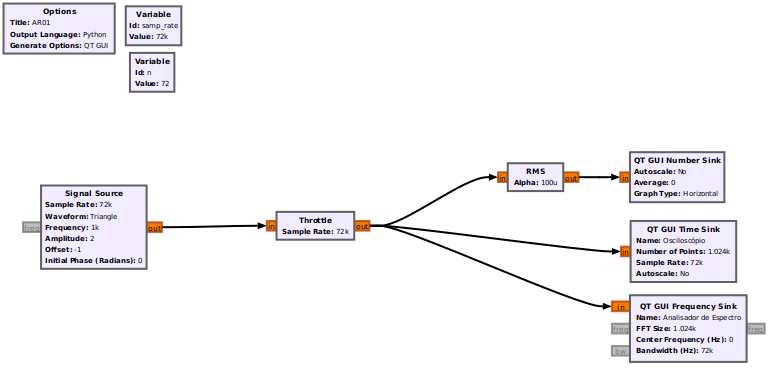 Options
Title: AR01
Output Language: Python
Generate Options: QT GUI
Variable
Id: samp_rate
Value: 72k
Variable
Id: n
Value: 72
Signal Source
Sample Rate: 72k
Waveform: Triangle
Frequency: 1k
Amplitude: 2
Offset: -1
Initial Phase (Radians): 0
freq
out
in
Throttle
Sample Rate: 72k
out
in
RMS
Alpha: 100u
out
in
QT GUI Number Sink
Autoscale: No
Average: 0
Graph Type: Horizontal
in
QT GUI Time Sink
Name: Osciloscópio
Number of Points: 1.024k
Sample Rate: 72k
Autoscale: No
in
freq
bw
QT GUI Frequency Sink
Name: Analisador de Espectro
FFT Size: 1.024k
Center Frequency (Hz): 0
Bandwidth (Hz): 72k
freq